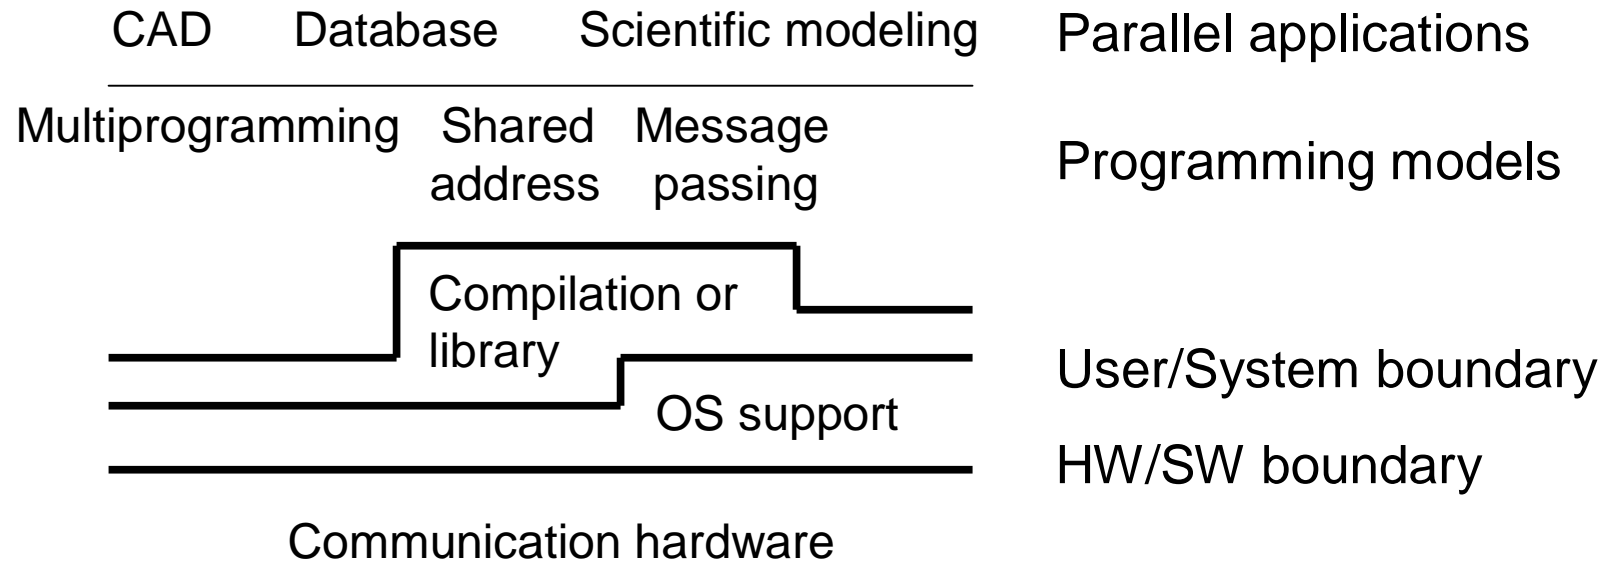 CAD Database Scientific modeling Parallel applications
Multiprogramming Shared Message
address passing
Programming models
Compilation or
library
User/System boundary
OS support
HW/SW boundary
Communication hardware